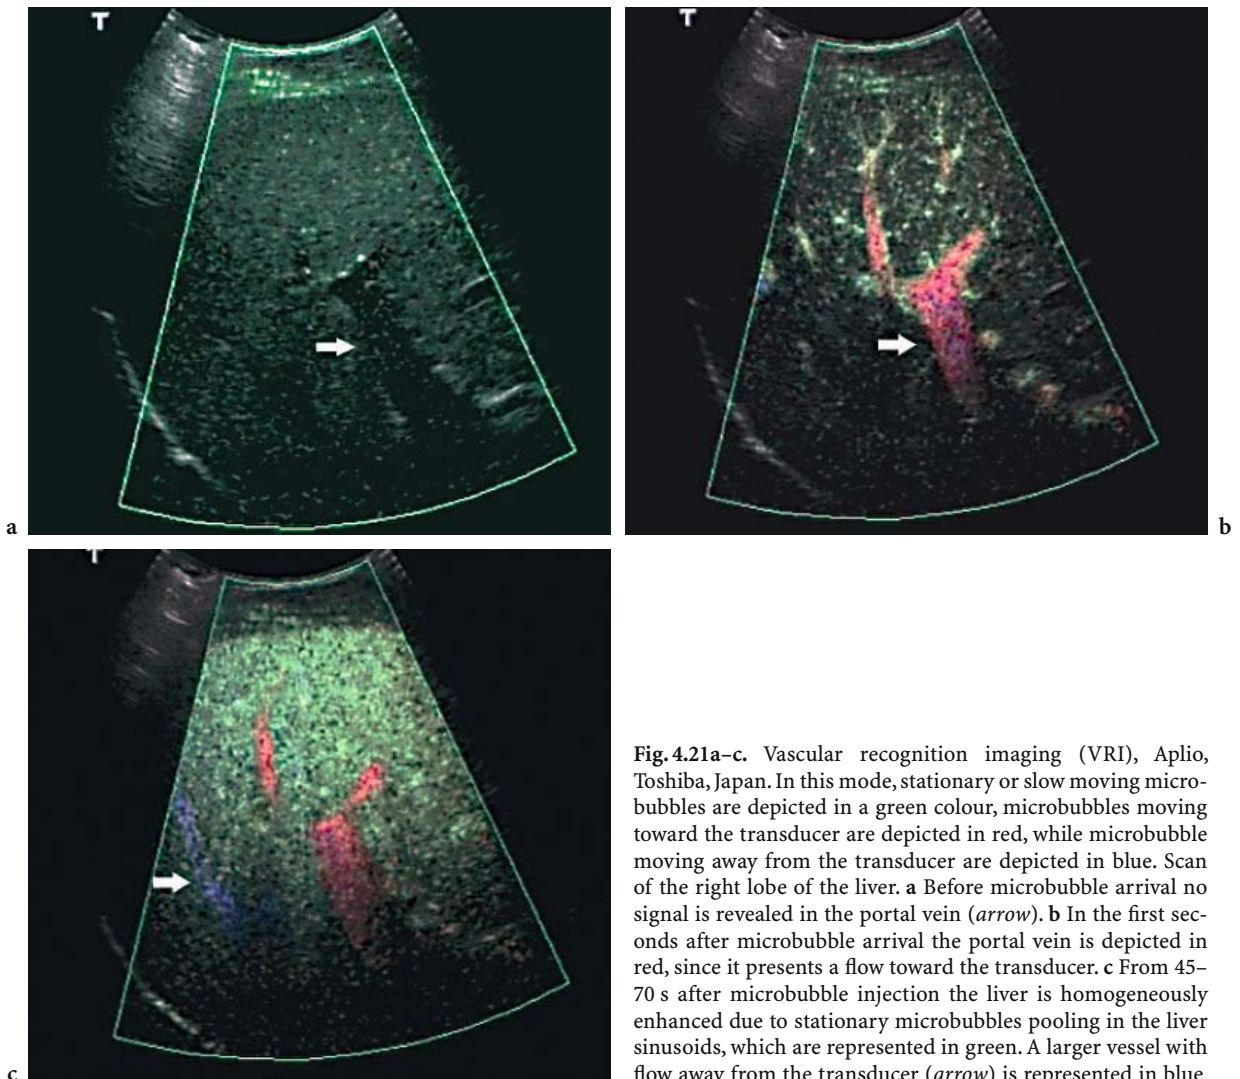 T
T
a
b
T
c
Fig. 4.21a–c. Vascular recognition imaging (VRI), Aplio,
Toshiba, Japan. In this mode, stationary or slow moving micro-
bubbles are depicted in a green colour, microbubbles moving
toward the transducer are depicted in red, while microbubble
moving away from the transducer are depicted in blue. Scan
of the right lobe of the liver. a Before microbubble arrival no
signal is revealed in the portal vein (arrow). b In the first sec-
onds after microbubble arrival the portal vein is depicted in
red, since it presents a flow toward the transducer. c From 45–
70 s after microbubble injection the liver is homogeneously
enhanced due to stationary microbubbles pooling in the liver
sinusoids, which are represented in green. A larger vessel with
flow away from the transducer (arrow) is represented in blue